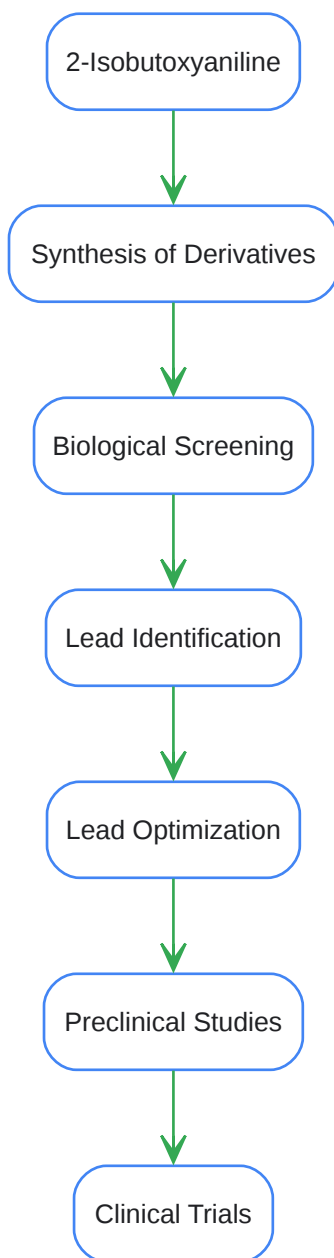 2-Isobutoxyaniline
Synthesis of Derivatives
Biological Screening
Lead Identification
Lead Optimization
Preclinical Studies
Clinical Trials